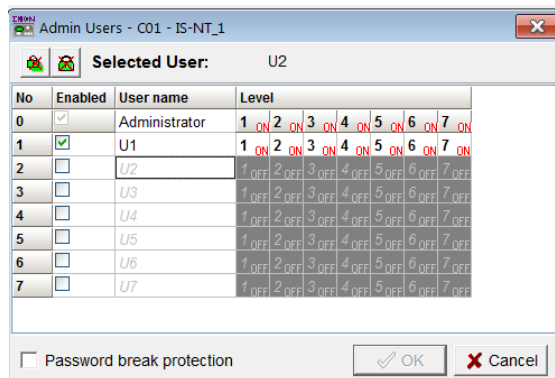 Admin Users - C01 - IS-NT_1
Selected User: U2
No Enabled User name Level
0 Administrator 1 ON 2 ON 3 ON 4 ON 5 ON 6 ON 7 ON
1 U1 1 ON 2 ON 3 ON 4 ON 5 ON 6 ON 7 ON
2 U2 1 OFF 2 OFF 3 OFF 4 OFF 5 OFF 6 OFF 7 OFF
3 U3 1 OFF 2 OFF 3 OFF 4 OFF 5 OFF 6 OFF 7 OFF
4 U4 1 OFF 2 OFF 3 OFF 4 OFF 5 OFF 6 OFF 7 OFF
5 U5 1 OFF 2 OFF 3 OFF 4 OFF 5 OFF 6 OFF 7 OFF
6 U6 1 OFF 2 OFF 3 OFF 4 OFF 5 OFF 6 OFF 7 OFF
7 U7 1 OFF 2 OFF 3 OFF 4 OFF 5 OFF 6 OFF 7 OFF
Password break protection OK Cancel